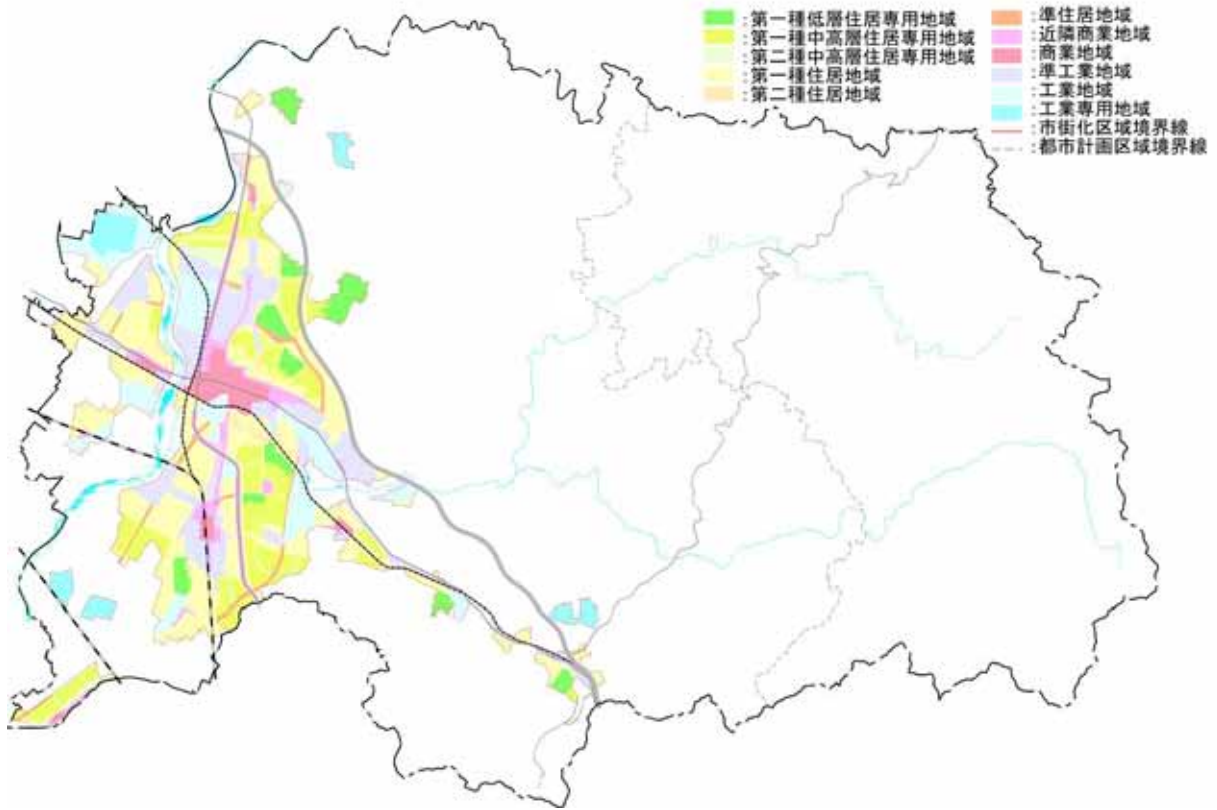 ：第一種低層住居専用地域
：第一種中高層住居専用地域
：第二種中高層住居専用地域
：第一種住居地域
：第二種住居地域
：準住居地域
：近隣商業地域
：商業地域
：準工業地域
：工業地域
：工業専用地域
：市街化区域境界線
：都市計画区域境界線